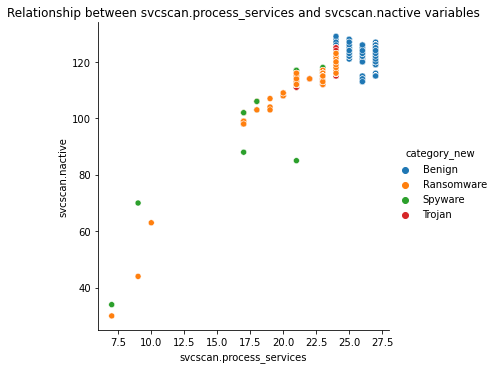 Relationship between svcscan.process_services and svcscan.nactive variables
120
100
80
60
40
svcscan.nactive
7.5 10.0 12.5 15.0 17.5 20.0 22.5 25.0 27.5
svcscan.process_services
category_new
Benign
Ransomware
Spyware
Trojan